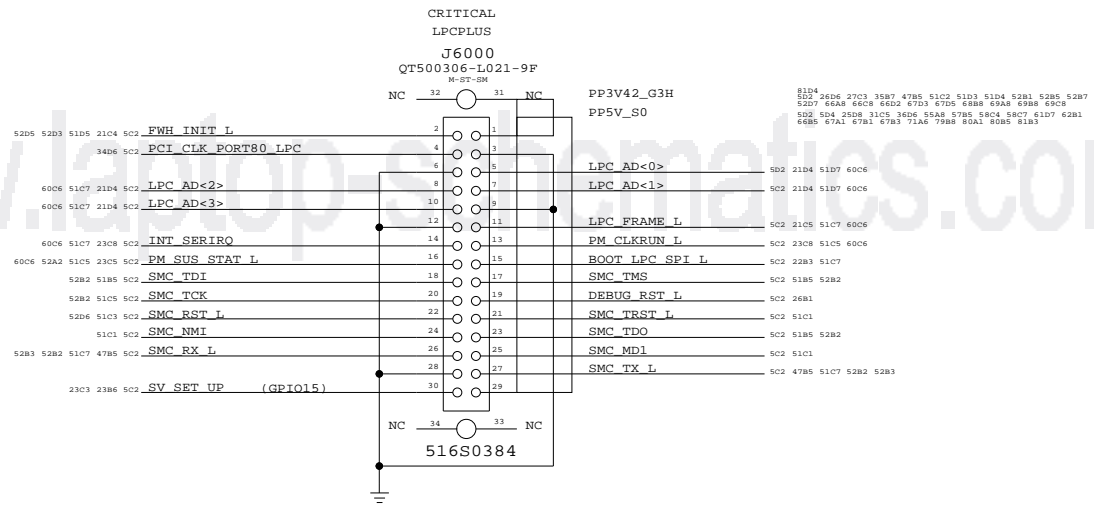 CRITICAL
LPCPLUS
J6000
QT500306-L021-9F
M-ST-SM
NC 32 31 NC
PP3V42_G3H
PP5V_S0
81D4
5D2 26D6 27C3 35B7 47B5 51C2 51D3 51D4 52B1 52B5 52B7
52D7 66A8 66C8 66D2 67D3 67D5 68B8 69A8 69B8 69C8
5D2 5D4 25D8 31C5 36D6 55A8 57B5 58C4 58C7 61D7 62B1
66B5 67A1 67B1 67B3 71A6 79B8 80A1 80B5 81B3
52D5 52D3 51D5 21C4 5C2 FWH_INIT_L 2 1
34D6 5C2 PCI_CLK_PORT80_LPC 4 3
6 5 LPC_AD<0> 5D2 21D4 51D7 60C6
60C6 51C7 21D4 5C2 LPC_AD<2> 8 7 LPC_AD<1> 5C2 21D4 51D7 60C6
60C6 51C7 21D4 5C2 LPC_AD<3> 10 9
12 11 LPC_FRAME_L 5C2 21C5 51C7 60C6
60C6 51C7 23C8 5C2 INT_SERIRQ 14 13 PM_CLKRUN_L 5C2 23C8 51C5 60C6
60C6 52A2 51C5 23C5 5C2 PM_SUS_STAT_L 16 15 BOOT_LPC_SPI_L 5C2 22B3 51C7
52B2 51B5 5C2 SMC_TDI 18 17 SMC_TMS 5C2 51B5 52B2
52B2 51C5 5C2 SMC_TCK 20 19 DEBUG_RST_L 5C2 26B1
52D6 51C3 5C2 SMC_RST_L 22 21 SMC_TRST_L 5C2 51C1
51C1 5C2 SMC_NMI 24 23 SMC_TDO 5C2 51B5 52B2
52B3 52B2 51C7 47B5 5C2 SMC_RX_L 26 25 SMC_MD1 5C2 51C1
28 27 SMC_TX_L 5C2 47B5 51C7 52B2 52B3
23C3 23B6 5C2 SV_SET_UP (GPIO15) 30 29
NC 34 33 NC
516S0384
w.laptop-schematics.com